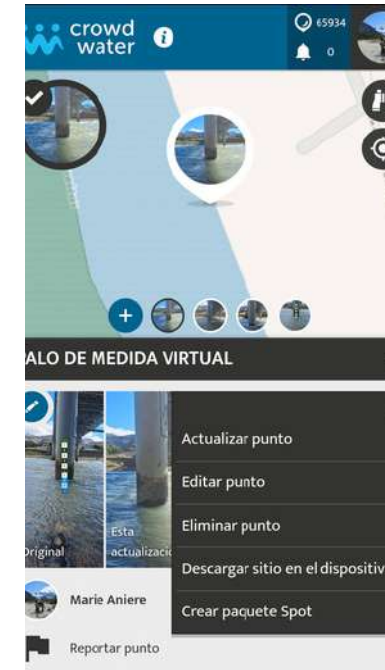 crowd
water
65934
0
ALO DE MEDIDA VIRTUAL
Original
Esta
actualizació
Actualizar punto
Editar punto
Eliminar punto
Descargar sitio en el dispositiv
Crear paquete Spot
Marie Aniere
Reportar punto